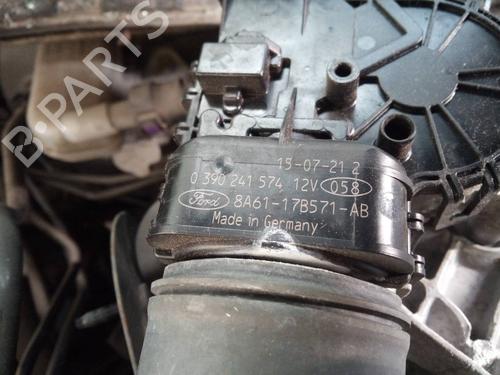 B-PARTS
15-07-21 2
0 390 241 574 12V 058
Ford 8A61-17B571-AB
Made in Germany